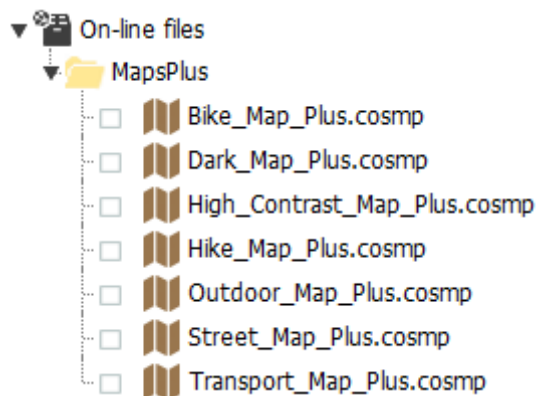 On-line files
MapsPlus
Bike_Map_Plus.cosmp
Dark_Map_Plus.cosmp
High_Contrast_Map_Plus.cosmp
Hike_Map_Plus.cosmp
Outdoor_Map_Plus.cosmp
Street_Map_Plus.cosmp
Transport_Map_Plus.cosmp